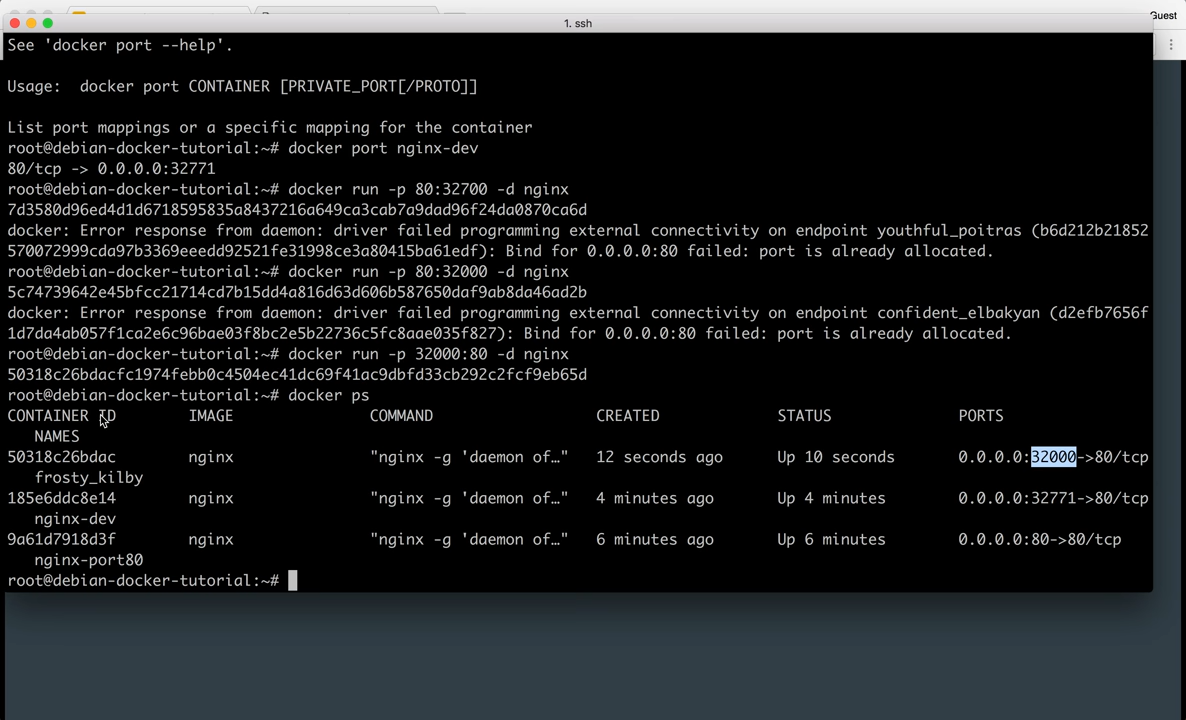 Guest
1. ssh
See 'docker port --help'.
Usage:  docker port CONTAINER [PRIVATE_PORT[/PROTO]]
List port mappings or a specific mapping for the container
root@debian-docker-tutorial:~# docker port nginx-dev
80/tcp -> 0.0.0.0:32771
root@debian-docker-tutorial:~# docker run -p 80:32700 -d nginx
7d3580d96ed4d1d6718595835a8437216a649ca3cab7a9dad96f24da0870ca6d
docker: Error response from daemon: driver failed programming external connectivity on endpoint youthful_poitras (b6d212b21852
570072999cda97b3369eeedd92521fe31998ce3a80415ba61edf): Bind for 0.0.0.0:80 failed: port is already allocated.
root@debian-docker-tutorial:~# docker run -p 80:32000 -d nginx
5c74739642e45bfcc21714cd7b15dd4a816d63d606b587650daf9ab8da46ad2b
docker: Error response from daemon: driver failed programming external connectivity on endpoint confident_elbakyan (d2efb7656f
1d7da4ab057f1ca2e6c96bae03f8bc2e5b22736c5fc8aae035f827): Bind for 0.0.0.0:80 failed: port is already allocated.
root@debian-docker-tutorial:~# docker run -p 32000:80 -d nginx
50318c26bdacfc1974febb0c4504ec41dc69f41ac9dbfd33cb292c2fcf9eb65d
root@debian-docker-tutorial:~# docker ps
CONTAINER ID        IMAGE               COMMAND                  CREATED             STATUS              PORTS
   NAMES
50318c26bdac        nginx               "nginx -g 'daemon of…"   12 seconds ago      Up 10 seconds       0.0.0.0:32000->80/tcp
   frosty_kilby
185e6ddc8e14        nginx               "nginx -g 'daemon of…"   4 minutes ago       Up 4 minutes        0.0.0.0:32771->80/tcp
   nginx-dev
9a61d7918d3f        nginx               "nginx -g 'daemon of…"   6 minutes ago       Up 6 minutes        0.0.0.0:80->80/tcp
   nginx-port80
root@debian-docker-tutorial:~#